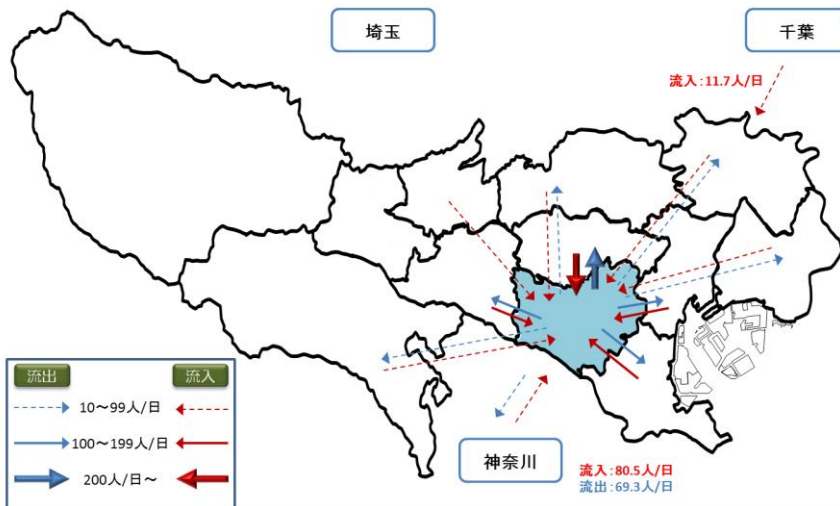 埼玉
千葉
流入：11.7人/日
流出
流入
10～99人/日
100～199人/日
200人/日～
神奈川
流入：80.5人/日
流出：69.3人/日